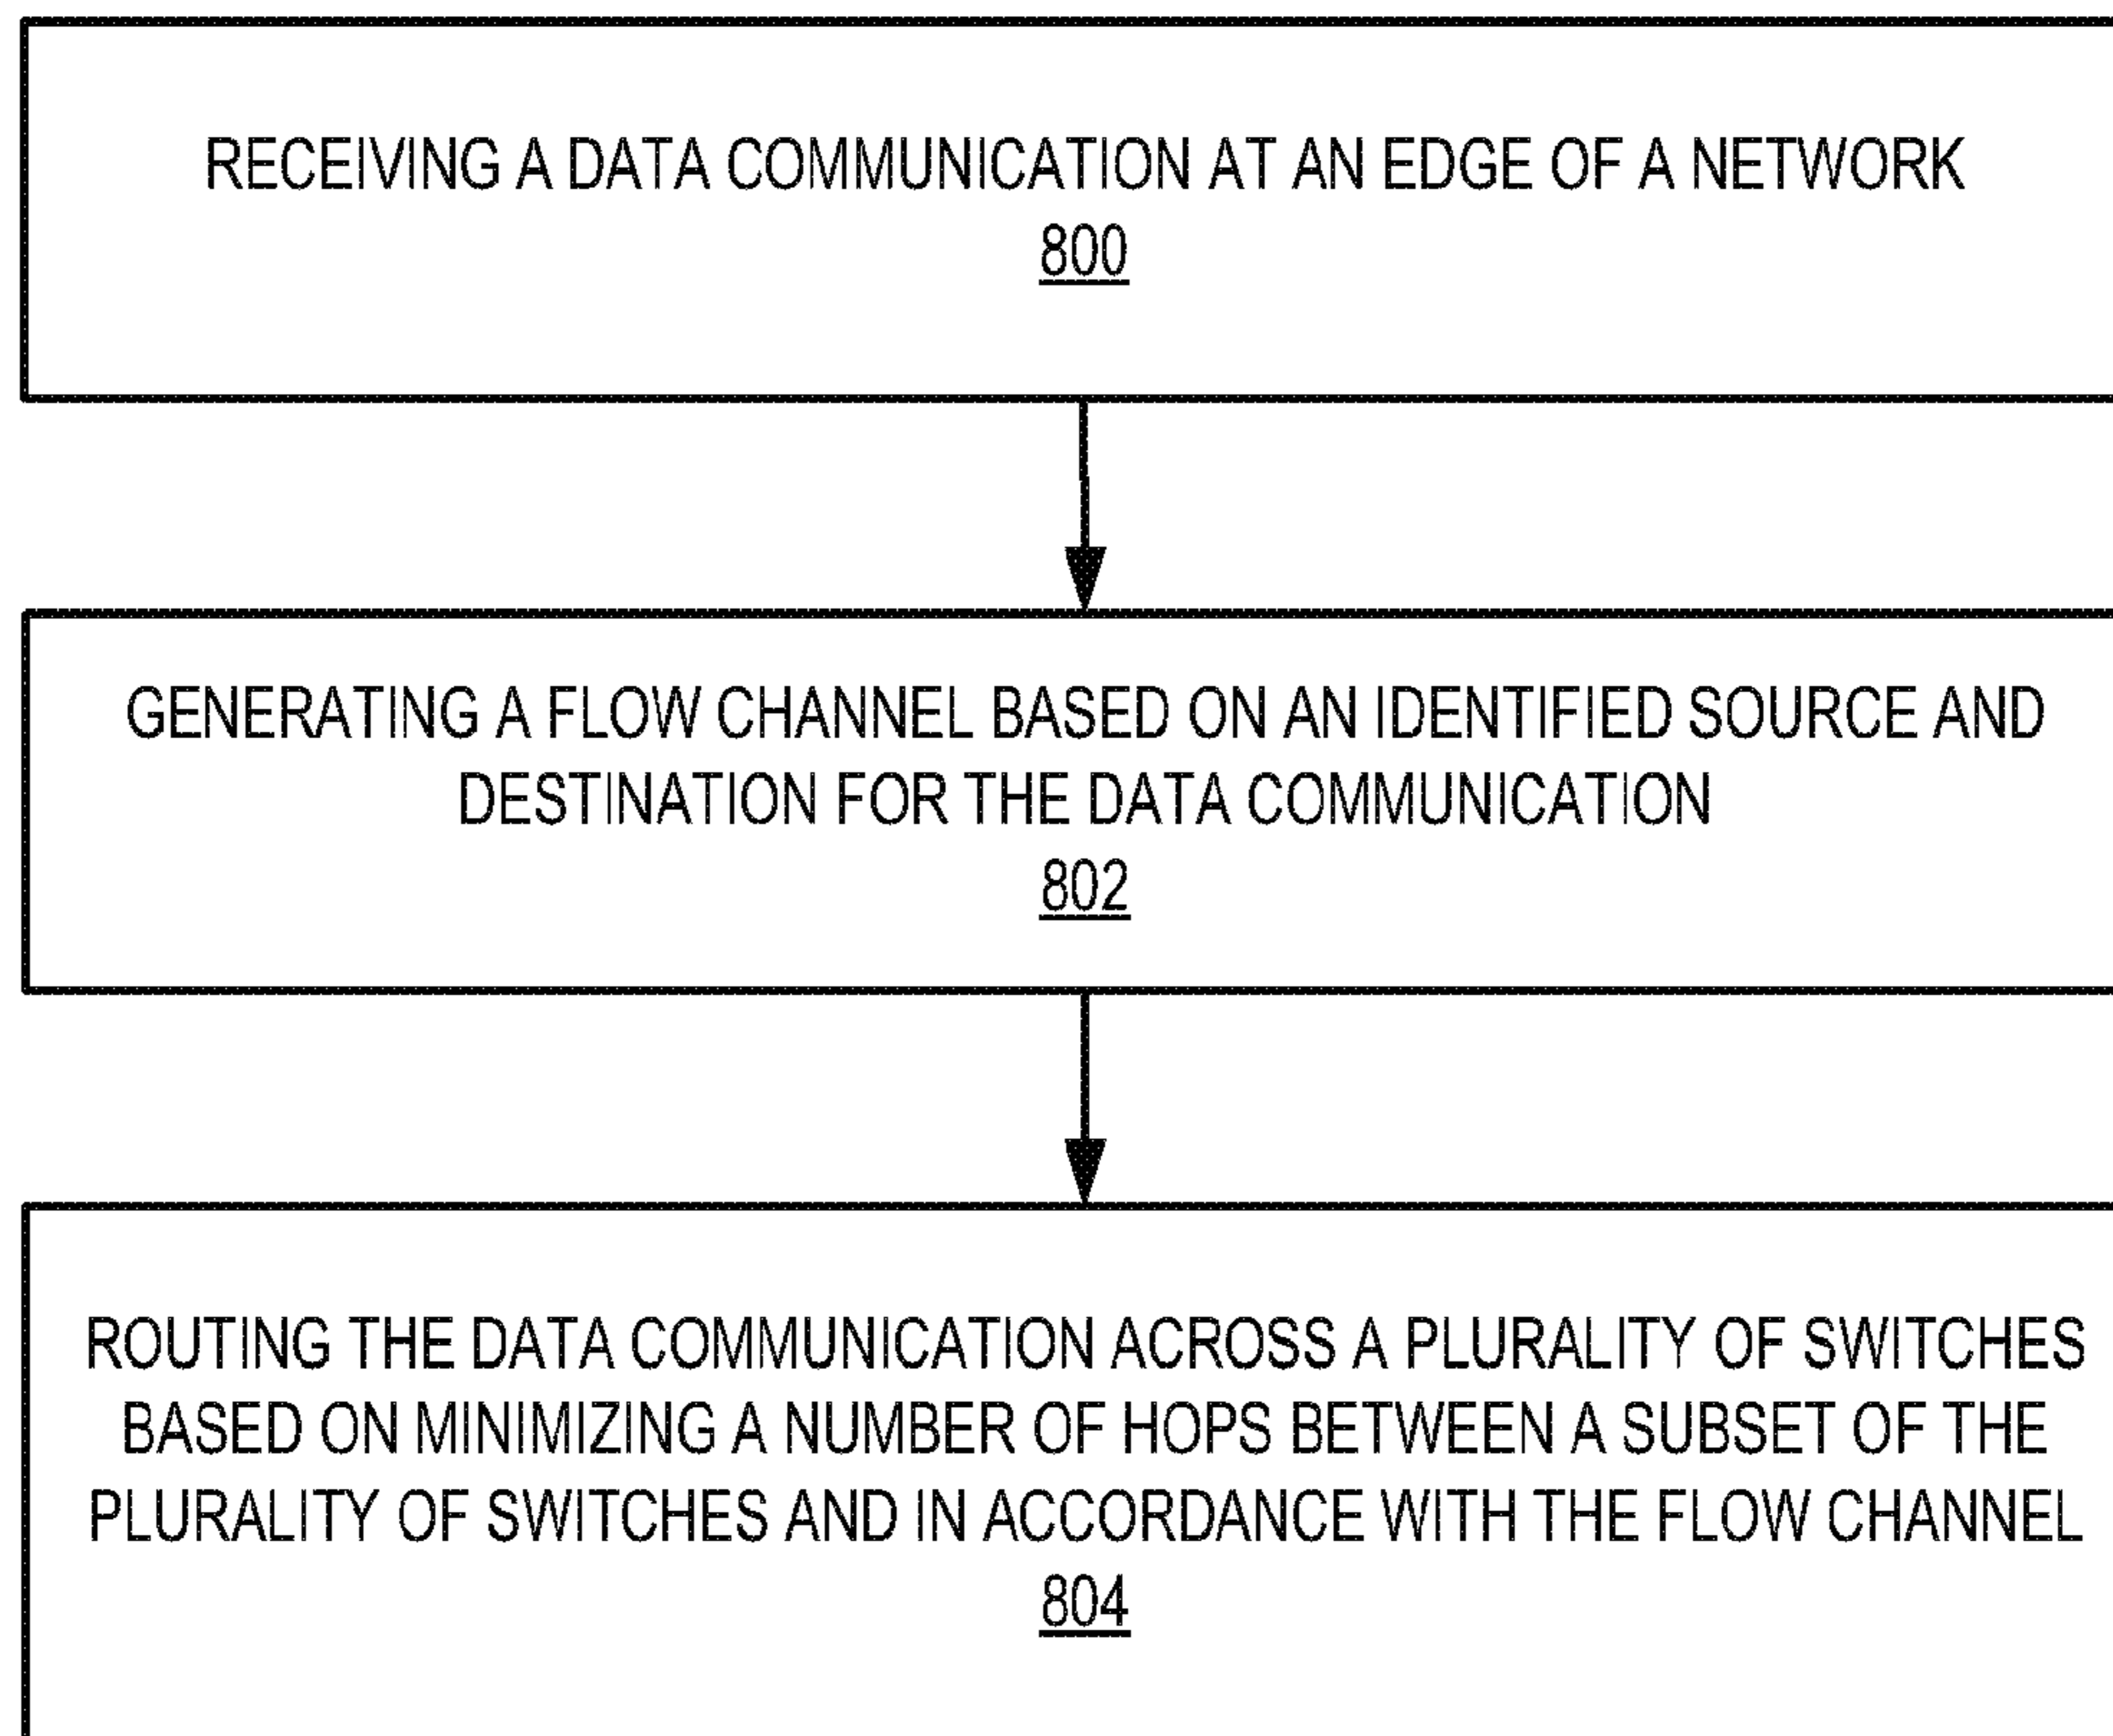 RECEIVING A DATA COMMUNICATION AT AN EDGE OF A NETWORK
800
GENERATING A FLOW CHANNEL BASED ON AN IDENTIFIED SOURCE AND
DESTINATION FOR THE DATA COMMUNICATION
802
ROUTING THE DATA COMMUNICATION ACROSS A PLURALITY OF SWITCHES
BASED ON MINIMIZING A NUMBER OF HOPS BETWEEN A SUBSET OF THE
PLURALITY OF SWITCHES AND IN ACCORDANCE WITH THE FLOW CHANNEL
804